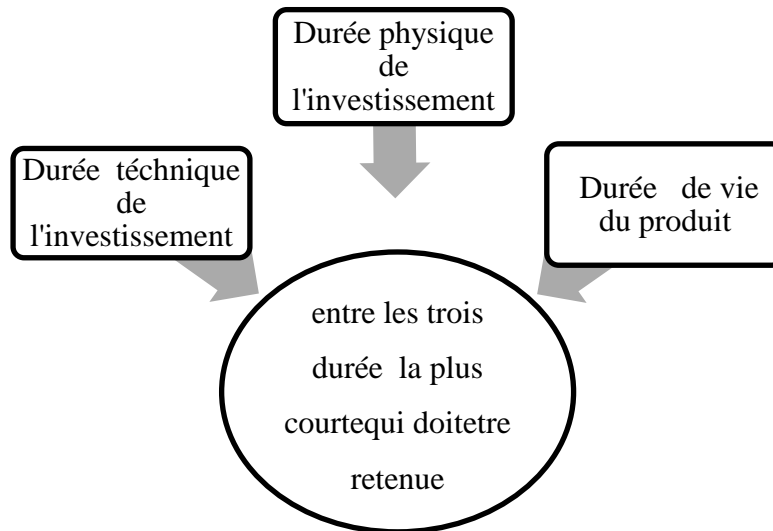 Durée physique
de
l'investissement
Durée téchnique
de
l'investissement
Durée de vie
du produit
entre les trois
durée la plus
courtequi doitetre
retenue